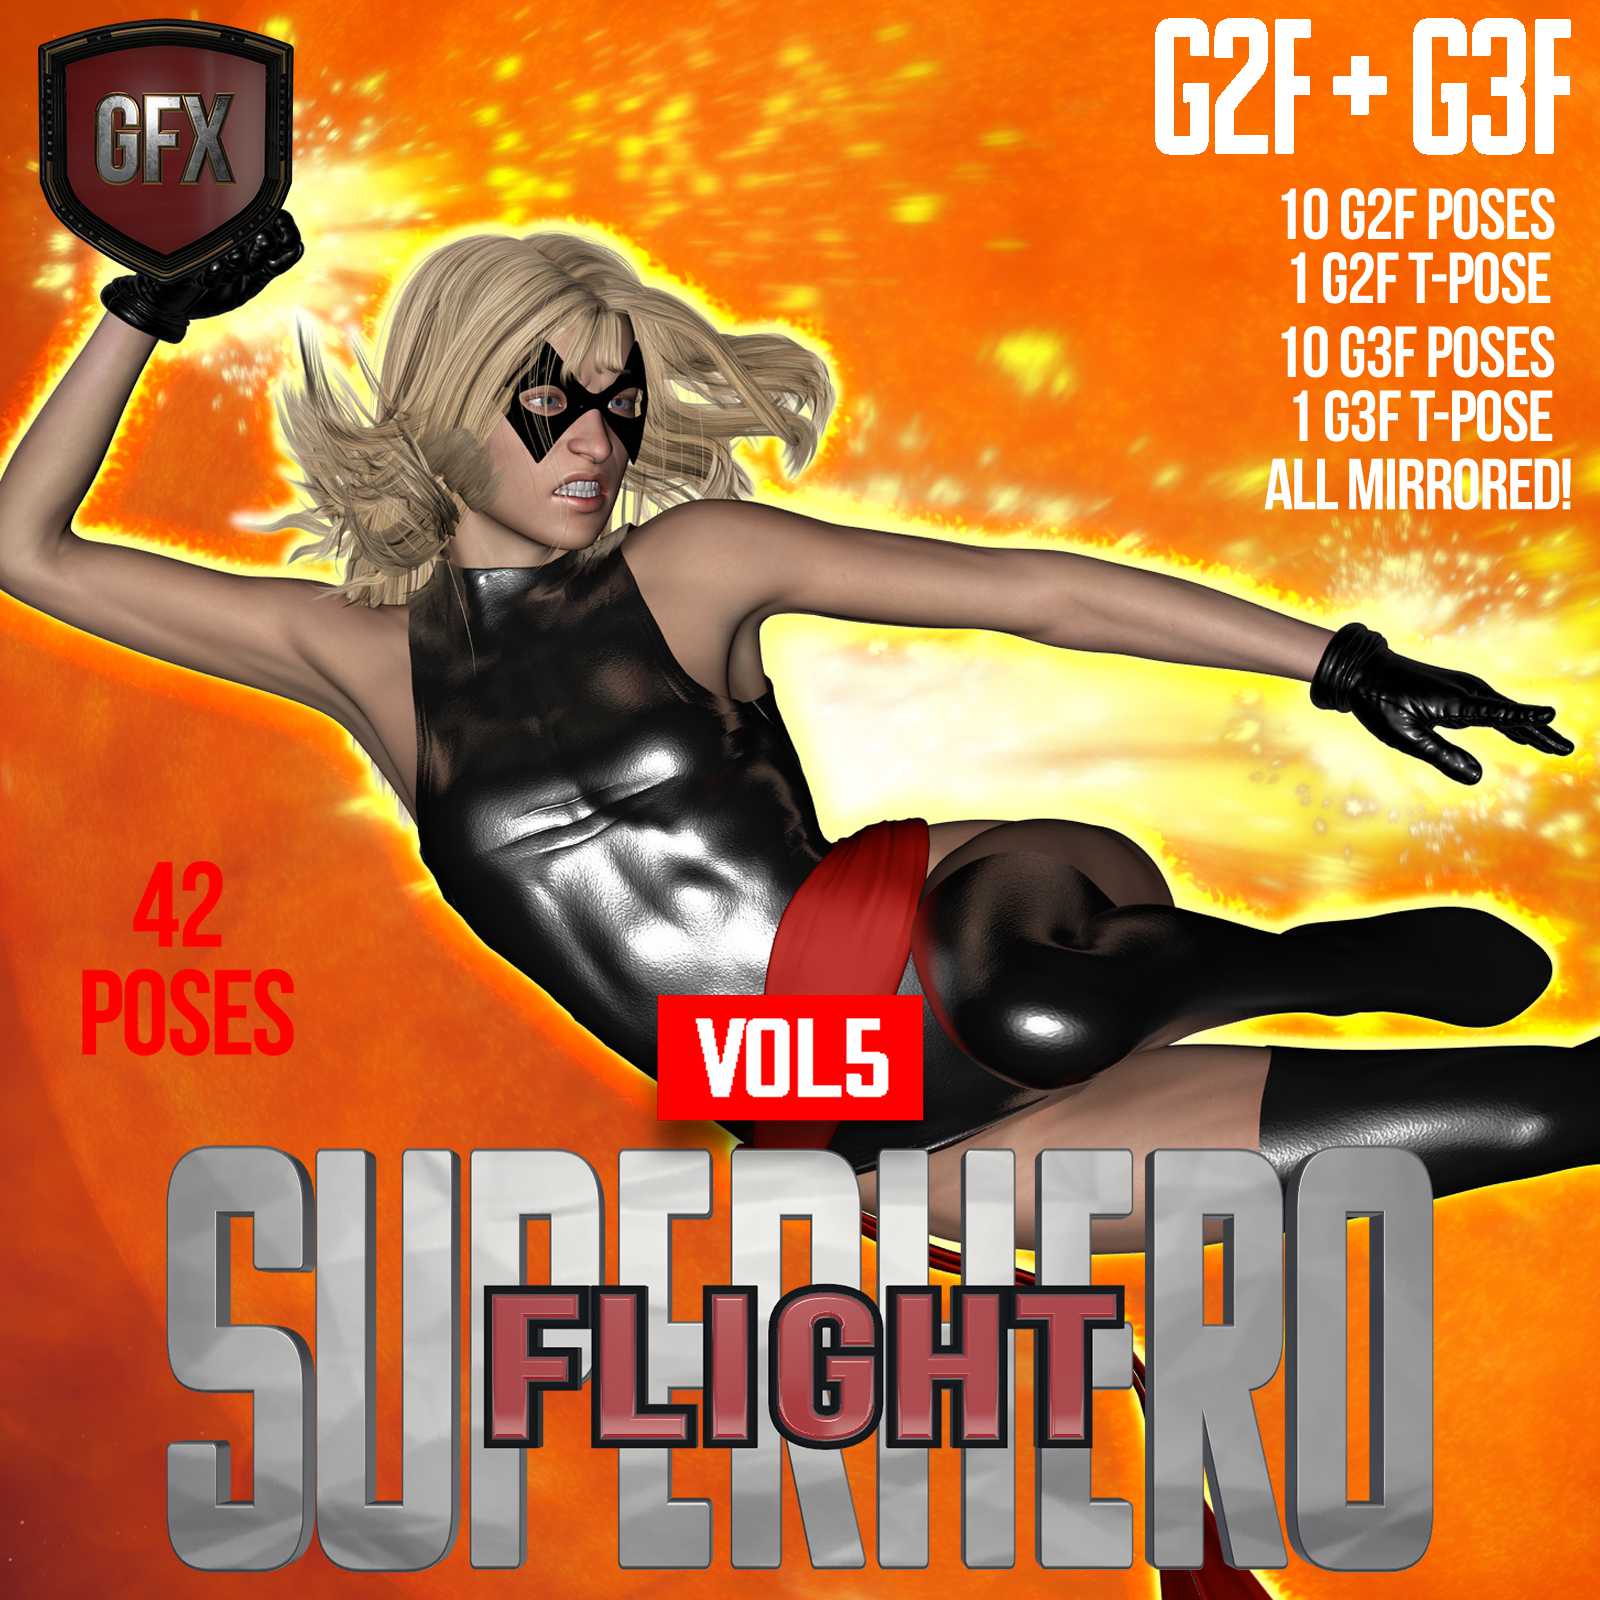 GFX
G2F + G3F
10 G2F POSES
1 G2F T-POSE
10 G3F POSES
1 G3F T-POSE
ALL MIRRORED!
42
POSES
VOL5
SUPERHERO
FLIGHT